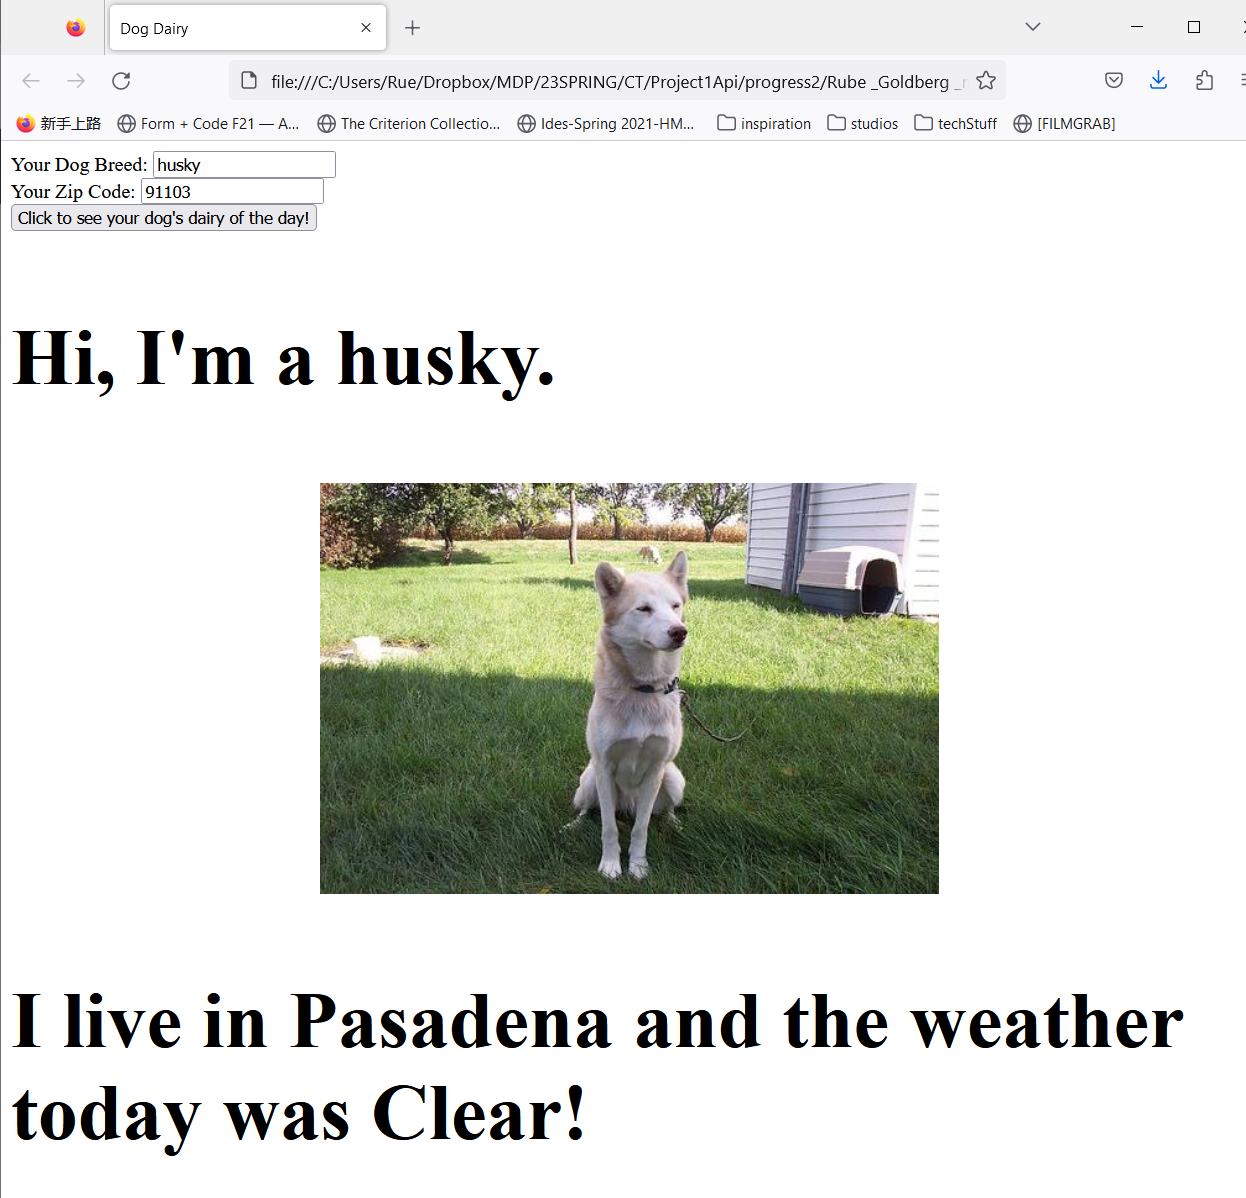 Dog Dairy
file:///C:/Users/Rue/Dropbox/MDP/23SPRING/CT/Project1Api/progress2/Rube _Goldberg _
新手上路 Form + Code F21 — A... The Criterion Collectio... Ides-Spring 2021-HM... inspiration studios techStuff [FILMGRAB]
Your Dog Breed: husky
Your Zip Code: 91103
Click to see your dog's dairy of the day!
Hi, I'm a husky.
I live in Pasadena and the weather
today was Clear!